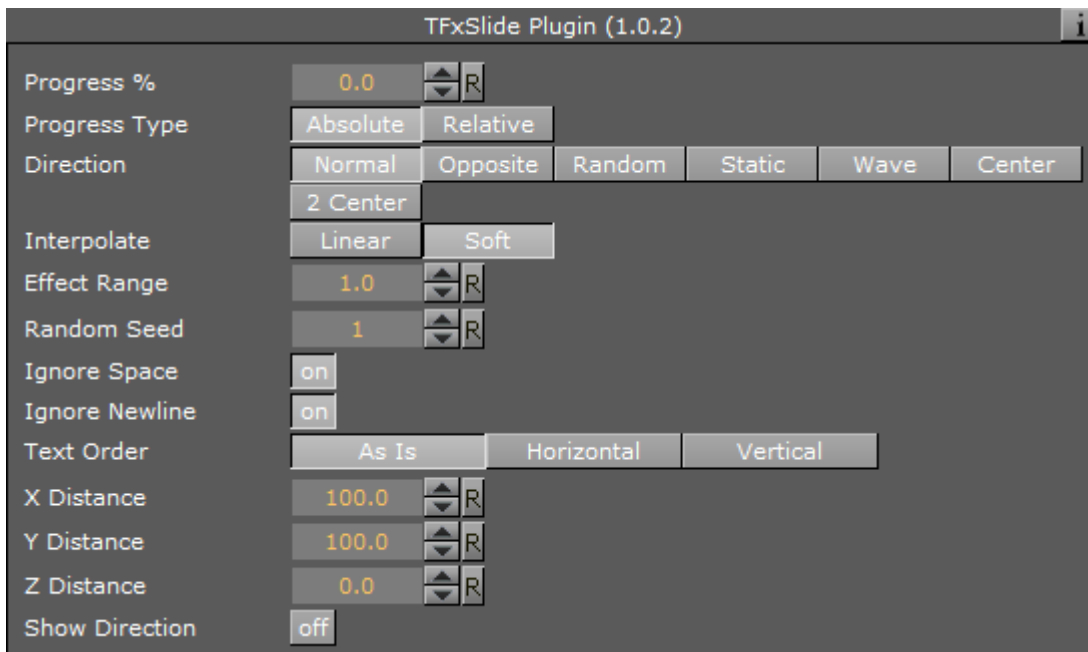 TFxSlide Plugin (1.0.2) i
Progress % 0.0 R
Progress Type Absolute Relative
Direction Normal Opposite Random Static Wave Center
2 Center
Interpolate Linear Soft
Effect Range 1.0 R
Random Seed 1 R
Ignore Space on
Ignore Newline on
Text Order As Is Horizontal Vertical
X Distance 100.0 R
Y Distance 100.0 R
Z Distance 0.0 R
Show Direction off